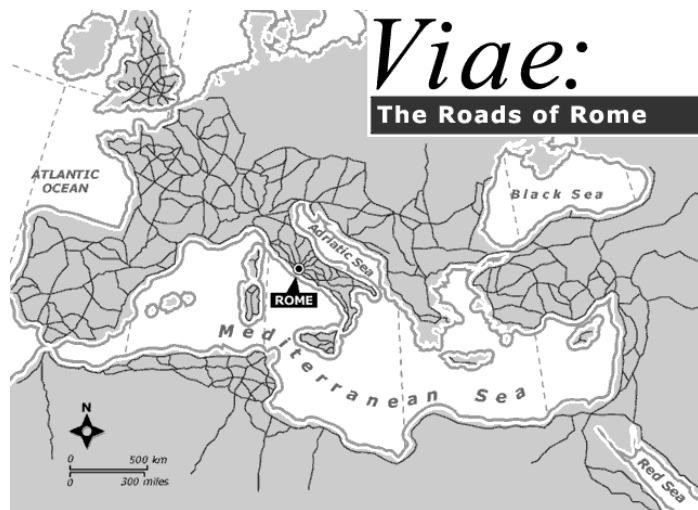 Viae:
The Roads of Rome
ATLANTIC
OCEAN
Black Sea
Adriatic Sea
ROME
Mediterranean Sea
N
0 500 km
0 300 miles
Red Sea